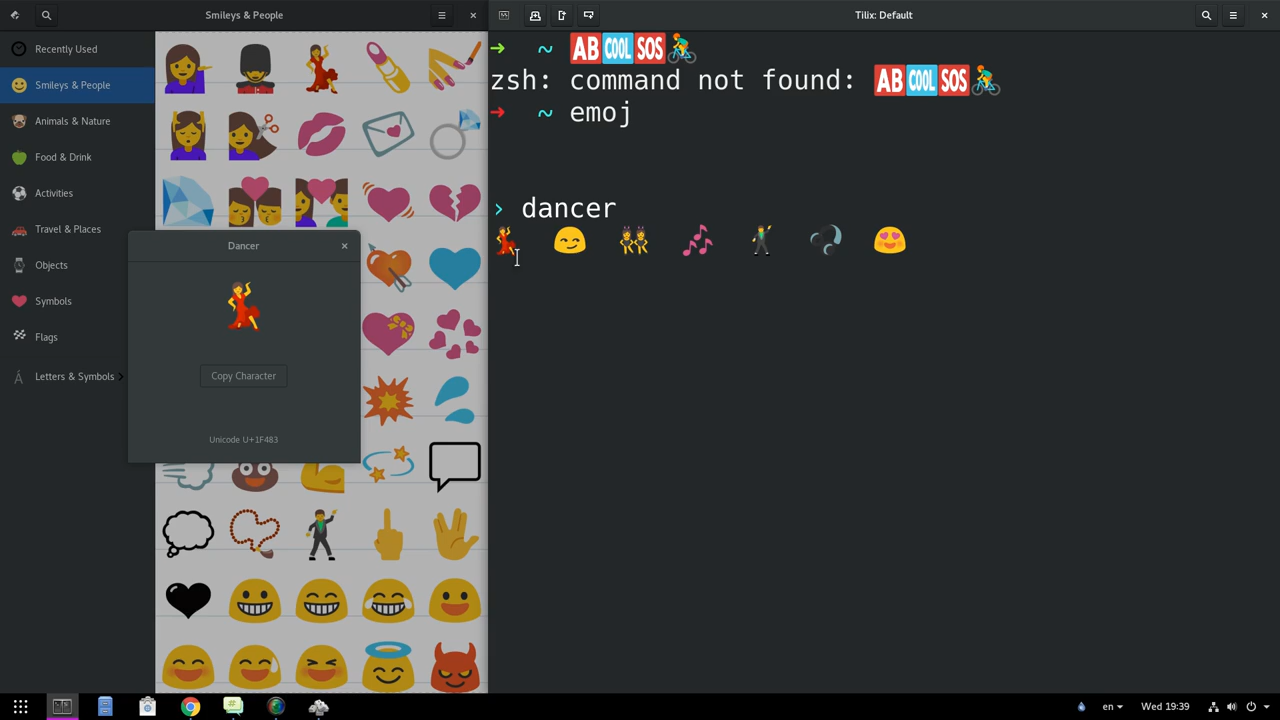 Smileys & People
Recently Used
Smileys & People
Animals & Nature
Food & Drink
Activities
Travel & Places
Objects
Symbols
Flags
Letters & Symbols
Dancer
Copy Character
Unicode U+1F483
Tilix: Default
➜ ~ 🆎🆒🆘🚴
zsh: command not found: 🆎🆒🆘🚴
➜ ~ emoj
› dancer
💃 😏 👯 🎶 🕺 🌪 😍
en
Wed 19:39